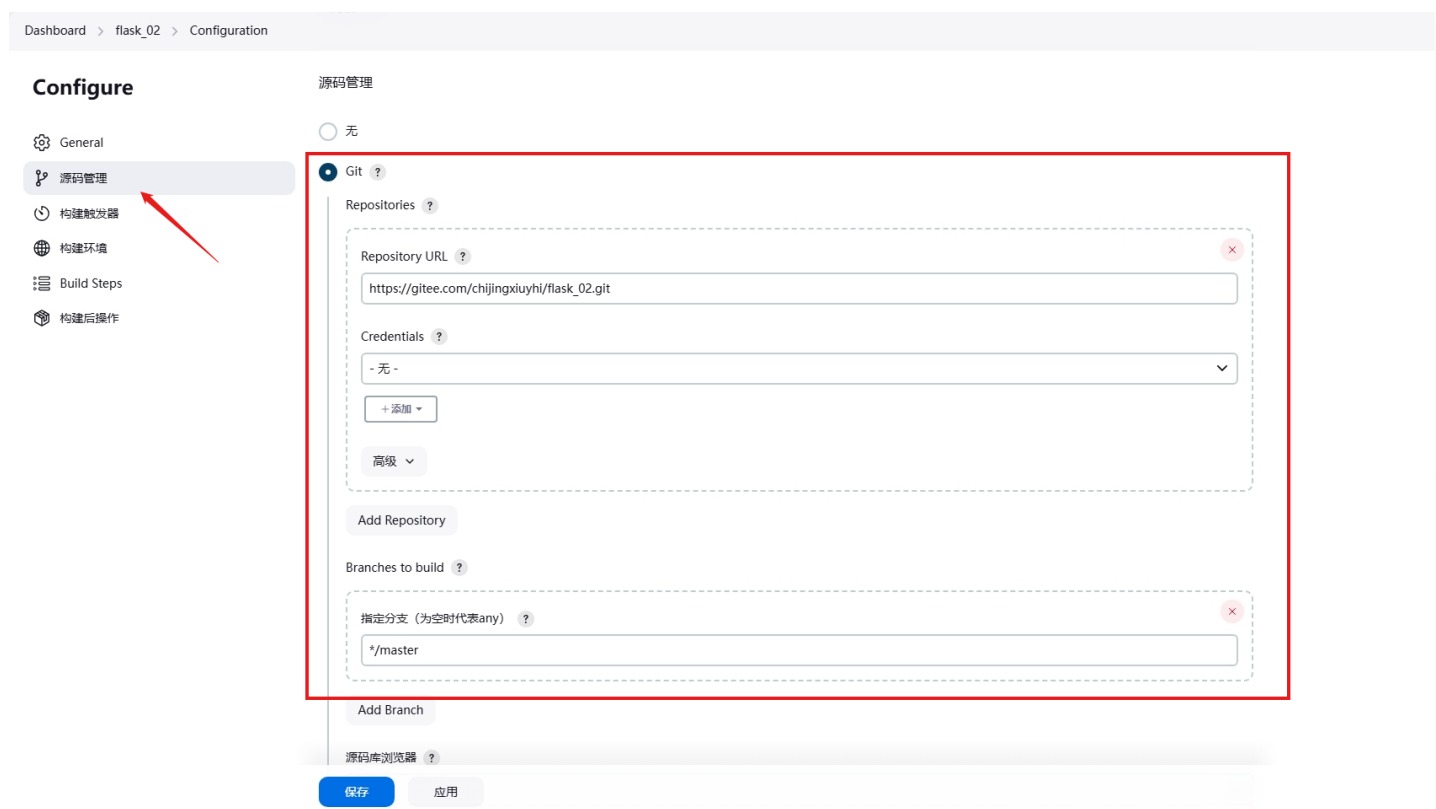 Dashboard > flask_02 > Configuration
Configure
General
源码管理
构建触发器
构建环境
Build Steps
构建后操作
源码管理
无
Git ?
Repositories ?
Repository URL ?
https://gitee.com/chijingxiuyhi/flask_02.git
Credentials ?
- 无 -
+添加
高级
Add Repository
Branches to build ?
指定分支（为空时代表any） ?
*/master
Add Branch
源码库浏览器 ?
保存 应用